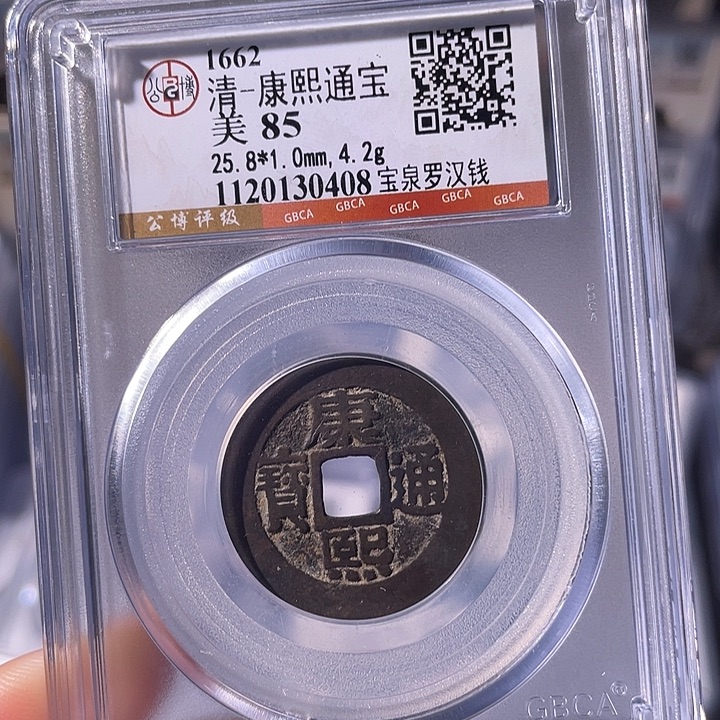 1662
清-康熙通宝
美 85
25.8*1.0mm, 4.2g
1120130408 宝泉罗汉钱
公博评级 GBCA GBCA GBCA GBCA GBCA
康
寶 通
熙
GBCA®